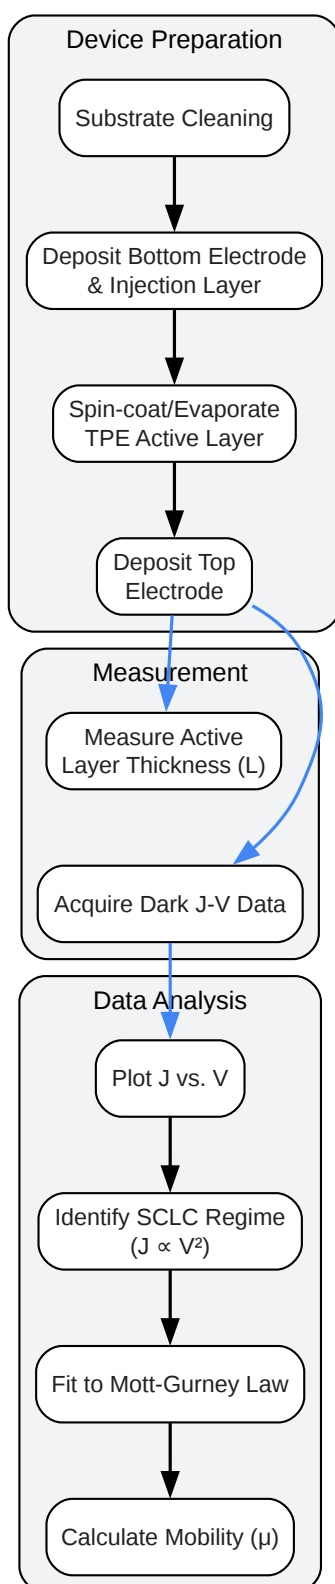 Device Preparation
Substrate Cleaning
Deposit Bottom Electrode
& Injection Layer
Spin-coat/Evaporate
TPE Active Layer
Deposit Top
Electrode
Measurement
Measure Active
Layer Thickness (L)
Acquire Dark J-V Data
Data Analysis
Plot J vs. V
Identify SCLC Regime
(J ∝ V²)
Fit to Mott-Gurney Law
Calculate Mobility (μ)